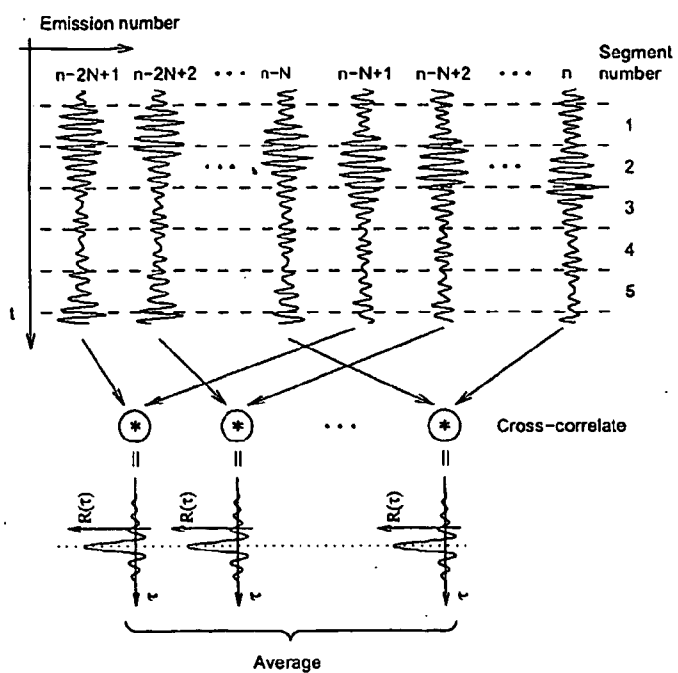 Emission number
Segment number
n-2N+1 n-2N+2 ··· n-N n-N+1 n-N+2 ··· n
1
··· ··· 2
3
4
5
t
* * ··· * Cross-correlate
= = =
R(τ) R(τ) R(τ)
τ τ τ
Average